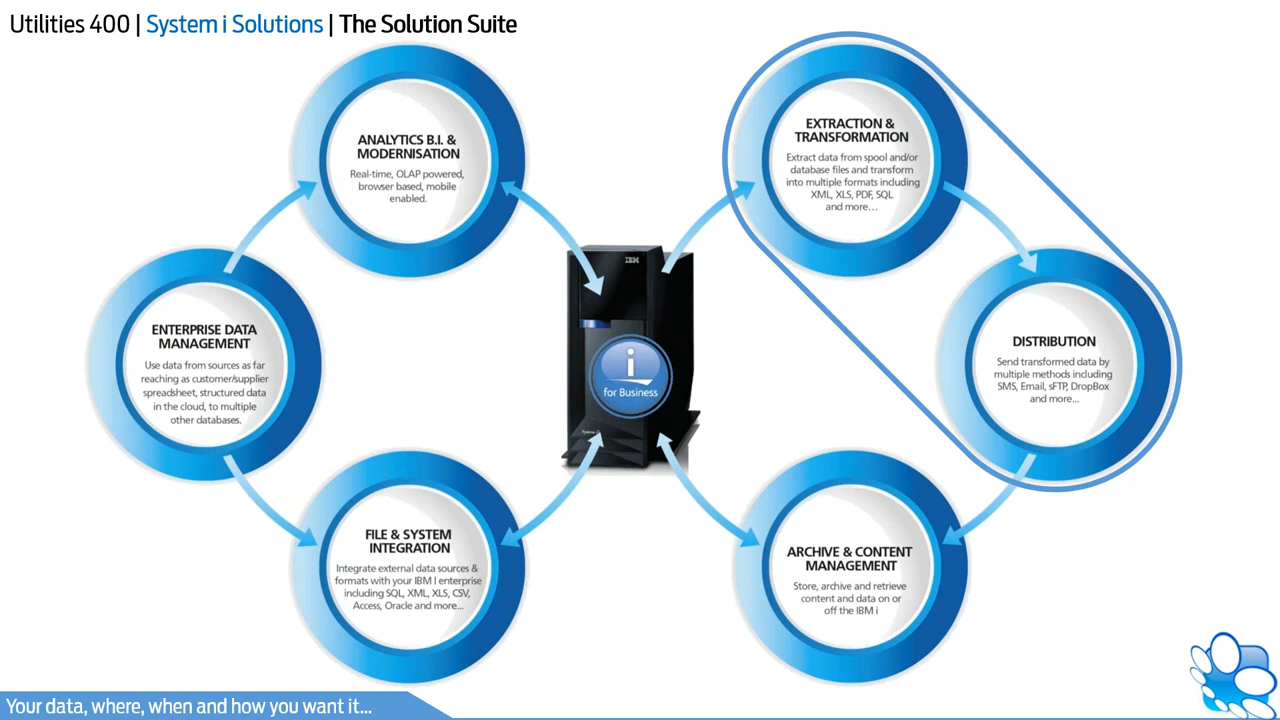 Utilities 400 | System i Solutions | The Solution Suite
ANALYTICS B.I. &
MODERNISATION
Real-time, OLAP powered,
browser based, mobile
enabled.
EXTRACTION &
TRANSFORMATION
Extract data from spool and/or
database files and transform
into multiple formats including
XML, XLS, PDF, SQL
and more...
ENTERPRISE DATA
MANAGEMENT
Use data from sources as far
reaching as customer/supplier
spreadsheet, structured data
in the cloud, to multiple
other databases.
IBM
i
for Business
DISTRIBUTION
Send transformed data by
multiple methods including
SMS, Email, sFTP, DropBox
and more...
FILE & SYSTEM
INTEGRATION
Integrate external data sources &
formats with your IBM I enterprise
including SQL, XML, XLS, CSV,
Access, Oracle and more...
ARCHIVE & CONTENT
MANAGEMENT
Store, archive and retrieve
content and data on or
off the IBM i
Your data, where, when and how you want it...